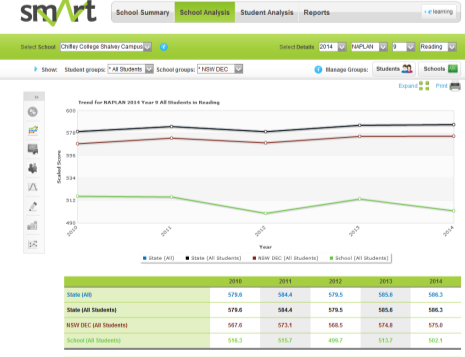 smart
School Summary School Analysis Student Analysis Reports
e learning
Select School Chifley College Shalvey Campus Select Details 2014 NAPLAN 9 Reading
Show: Student groups: * All Students School groups: * NSW DEC Manage Groups: Students Schools
Expand Print
Trend for NAPLAN 2014 Year 9 All Students in Reading
600
578
556
534
512
490
Scaled Score
2010 2011 2012 2013 2014
Year
State (All) State (All Students) NSW DEC (All Students) School (All Students)
2010 2011 2012 2013 2014
State (All) 579.6 584.4 579.5 585.6 586.3
State (All Students) 579.6 584.4 579.5 585.6 586.3
NSW DEC (All Students) 567.6 573.1 568.5 574.8 575.0
School (All Students) 516.3 515.7 499.7 513.7 502.1